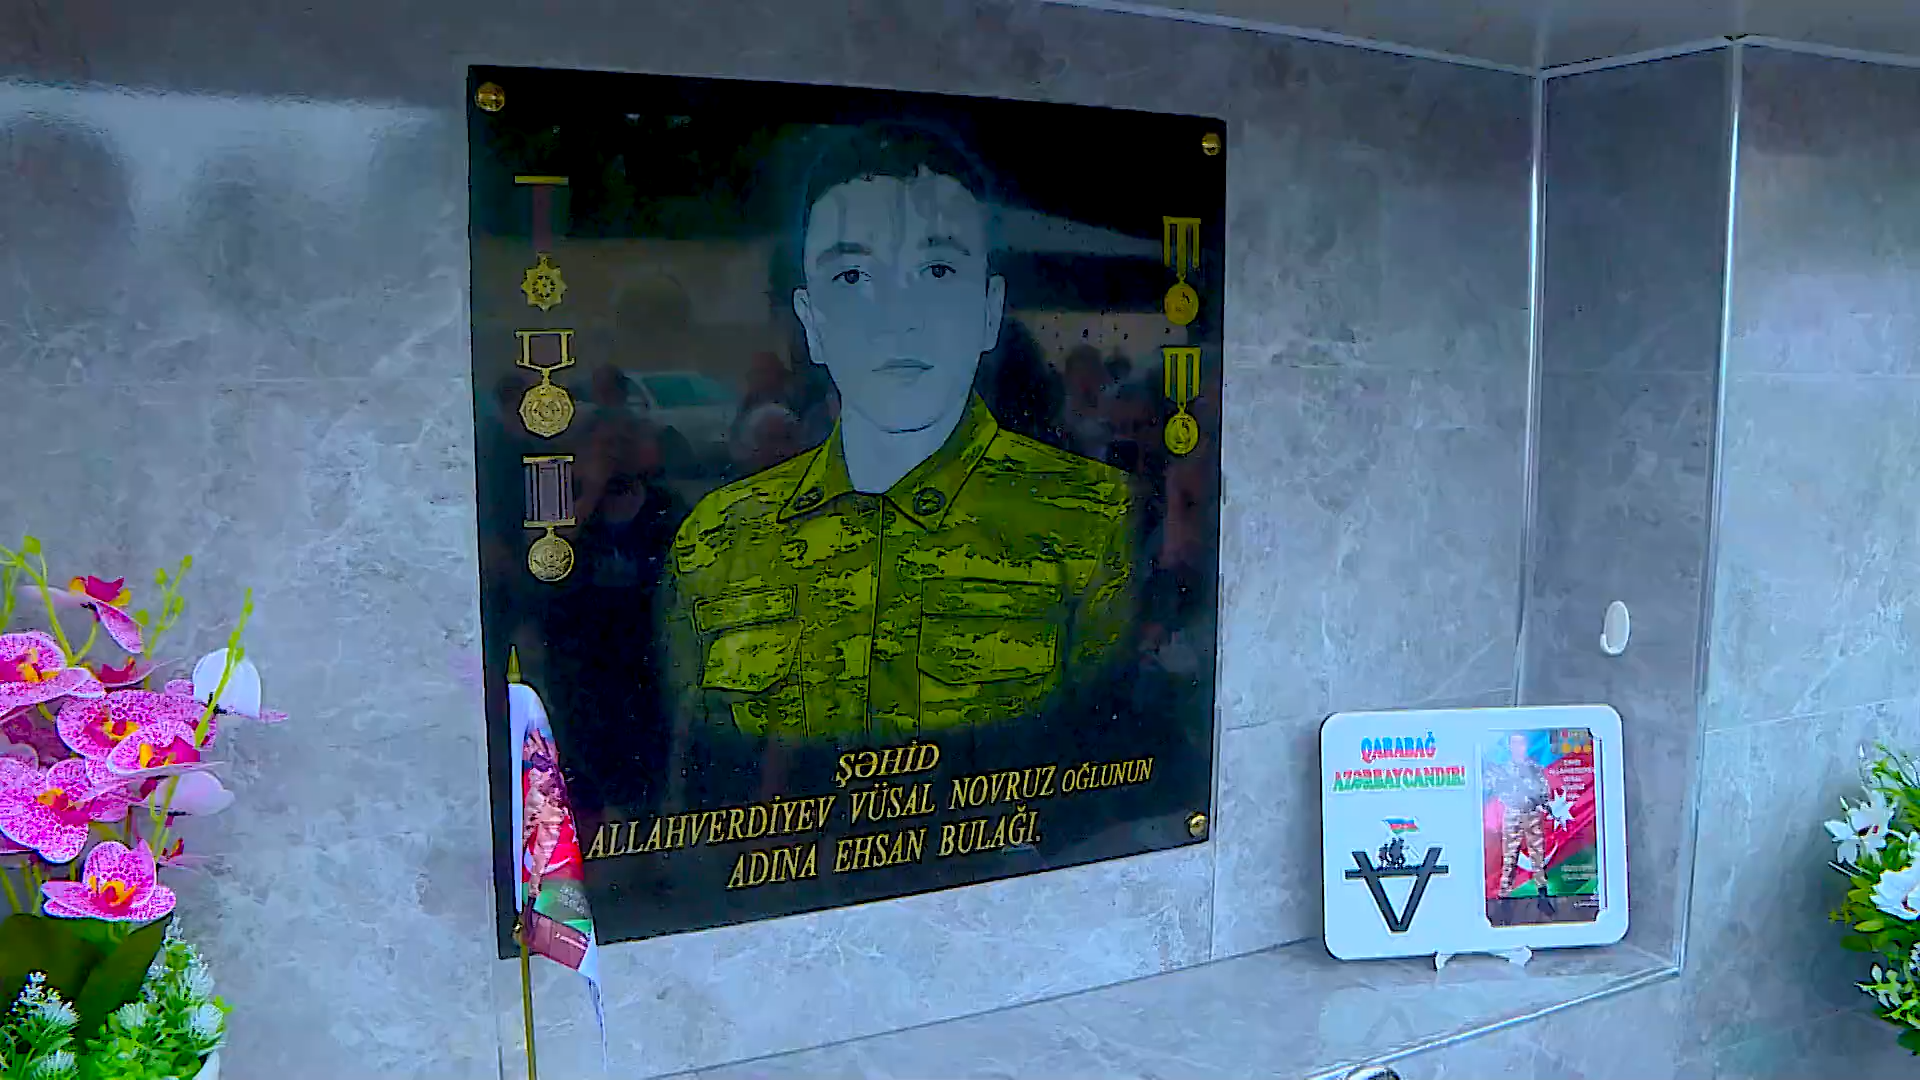 ŞƏHİD
ALLAHVERDİYEV VÜSAL NOVRUZ OĞLUNUN
ADINA EHSAN BULAĞI.
QARABAĞ
AZƏRBAYCANDIR!